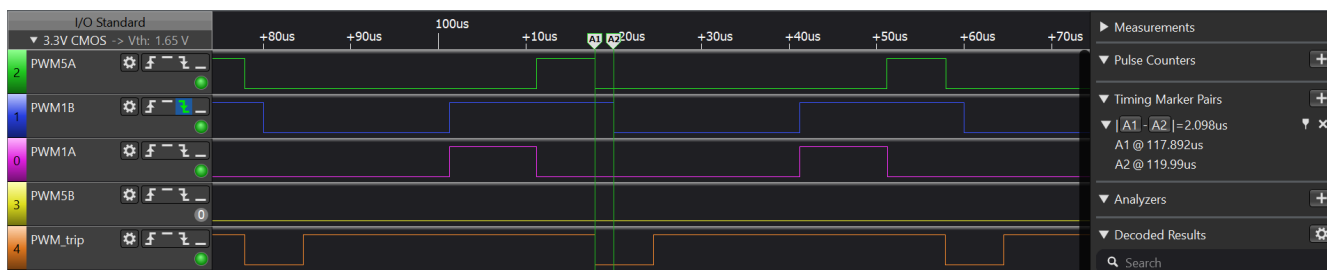 I/O Standard
▼ 3.3V CMOS -> Vth: 1.65 V
100us
+80us +90us +10us A1 A2 20us +30us +40us +50us +60us +70us
2 PWM5A
1 PWM1B
0 PWM1A
3 PWM5B
0
4 PWM_trip
▶ Measurements
▼ Pulse Counters +
▼ Timing Marker Pairs +
▼ | A1 - A2 |=2.098us ×
A1 @ 117.892us
A2 @ 119.99us
▼ Analyzers +
▼ Decoded Results
Search